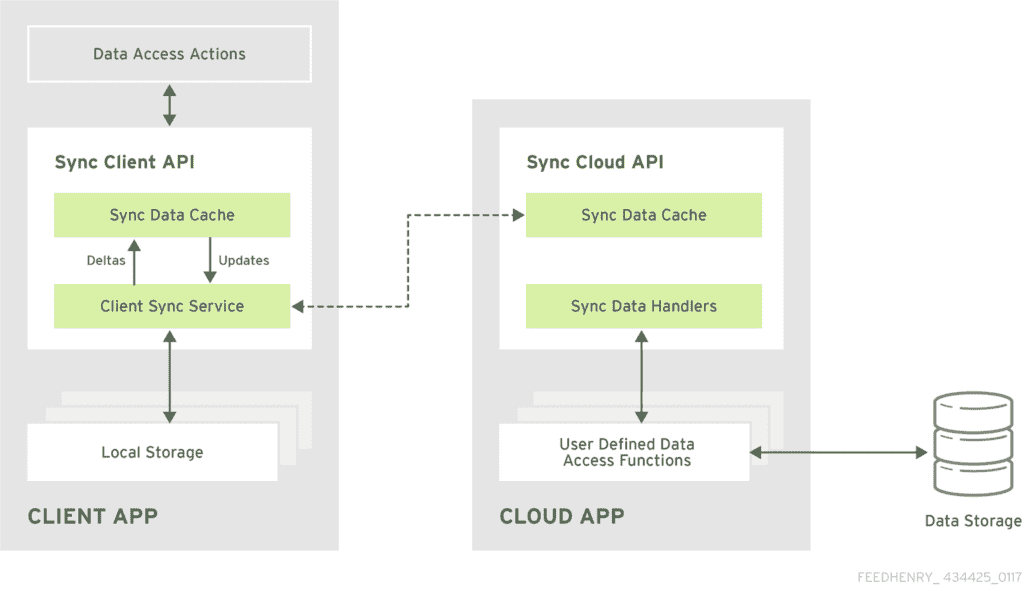 Data Access Actions
Sync Client API
Sync Data Cache
Deltas
Updates
Client Sync Service
Local Storage
CLIENT APP
Sync Cloud API
Sync Data Cache
Sync Data Handlers
User Defined Data
Access Functions
CLOUD APP
Data Storage
FEEDHENRY_ 434425_0117